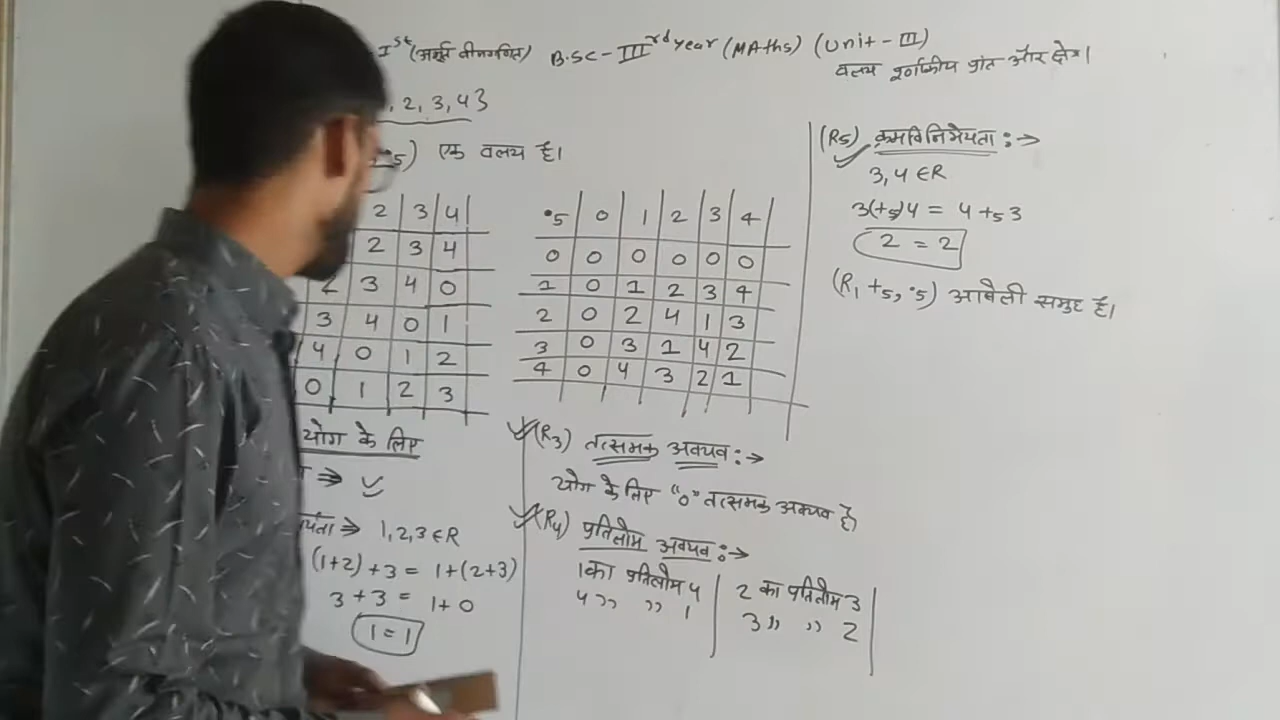 Ist (अमूर्त बीजगणित) B.SC-IIIrd year (MAths) (Unit-III)
वलय पूर्णांकीय प्रांत और क्षेत्र।
, 2, 3, 4}
•5) एक वलय है।
2 3 4
2 3 4
2 3 4 0
3 4 0 1
4 0 1 2
0 1 2 3
•5 0 1 2 3 4
0 0 0 0 0 0
1 0 1 2 3 4
2 0 2 4 1 3
3 0 3 1 4 2
4 0 4 3 2 1
योग के लिए
⇒
⇒ 1,2,3 ∈R
(1+2)+3 = 1+(2+3)
3+3 = 1+0
1=1
(R3) तत्समक अवयव:→
योग के लिए "0" तत्समक अवयव है
(R4) प्रतिलोम अवयव:→
1 का प्रतिलोम 4
4 ,, ,, 1
2 का प्रतिलोम 3
3 ,, ,, 2
(R5) क्रमविनिमेयता:→
3,4 ∈R
3(+5)4 = 4 +5 3
2 = 2
(R1 +5, •5) आबेली समुह है।